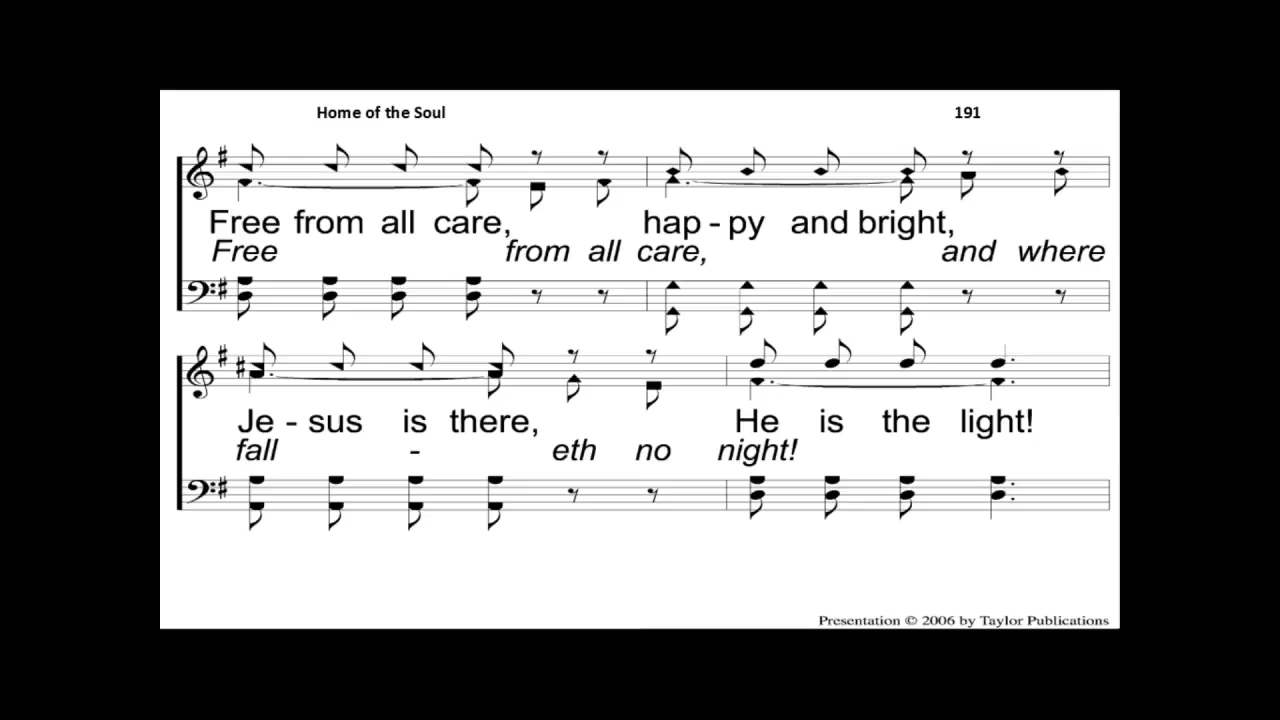 Home of the Soul 191
Free from all care, hap - py and bright,
Free from all care, and where
Je - sus is there, He is the light!
fall - eth no night!
Presentation © 2006 by Taylor Publications